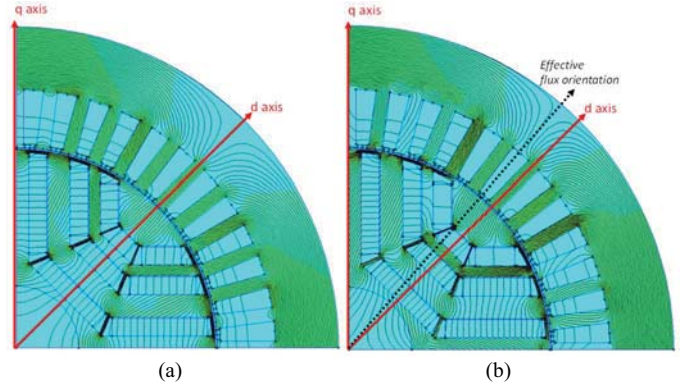 q axis
d axis
(a)
q axis
Effective
flux orientation
d axis
(b)